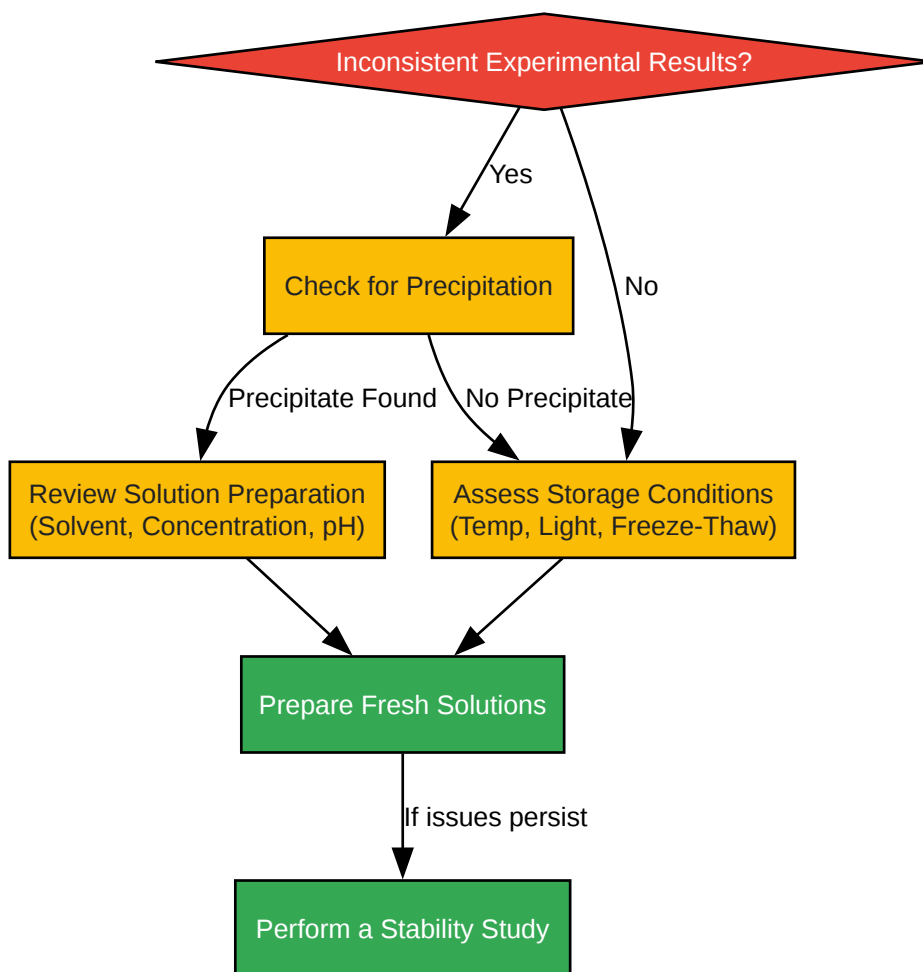 Inconsistent Experimental Results?
Yes
Check for Precipitation
No
Precipitate Found
No Precipitate
Review Solution Preparation
(Solvent, Concentration, pH)
Assess Storage Conditions
(Temp, Light, Freeze-Thaw)
Prepare Fresh Solutions
If issues persist
Perform a Stability Study